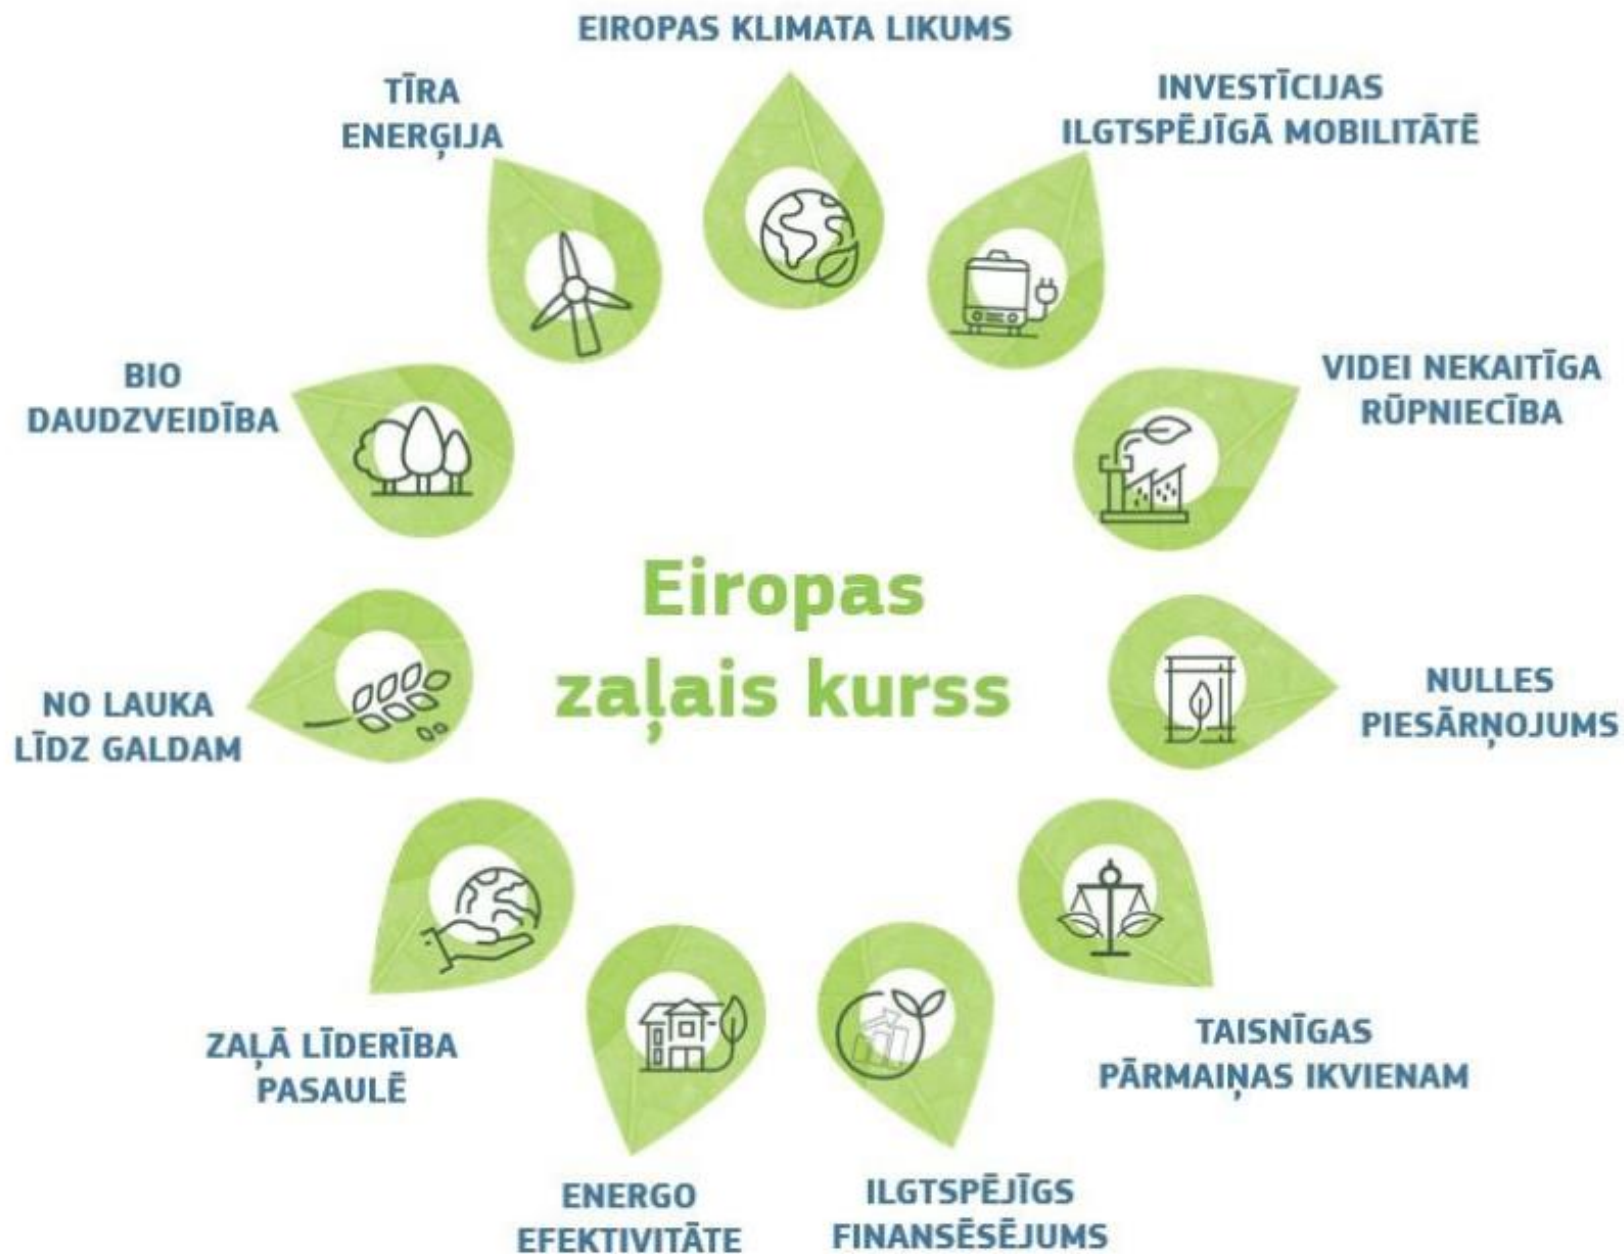 EIROPAS KLIMATA LIKUMS
TĪRA
ENERĢIJA
INVESTĪCIJAS
ILGTSPĒJĪGĀ MOBILITĀTĒ
BIO
DAUDZVEIDĪBA
VIDEI NEKAITĪGA
RŪPNIECĪBA
Eiropas
zaļais kurss
NO LAUKA
LĪDZ GALDAM
NULLES
PIESĀRŅOJUMS
ZAĻĀ LĪDERĪBA
PASAULĒ
TAISNĪGAS
PĀRMAIŅAS IKVIENAM
ENERGO
EFEKTIVITĀTE
ILGTSPĒJĪGS
FINANSĒSĒJUMS